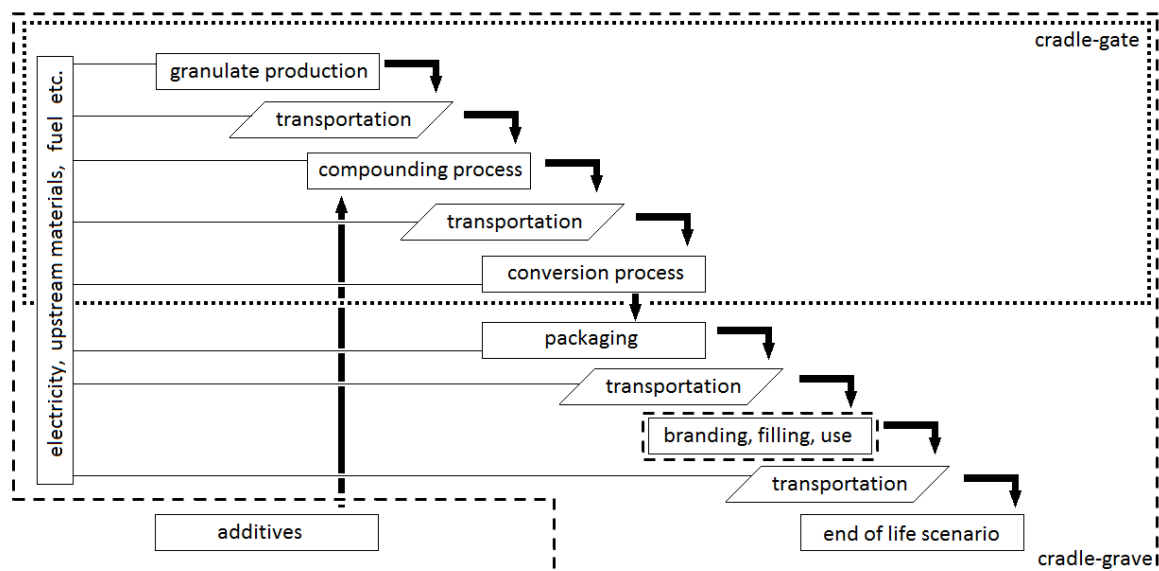 cradle-gate
granulate production
transportation
compounding process
transportation
conversion process
electricity, upstream materials, fuel etc.
packaging
transportation
branding, filling, use
transportation
additives
end of life scenario
cradle-grave